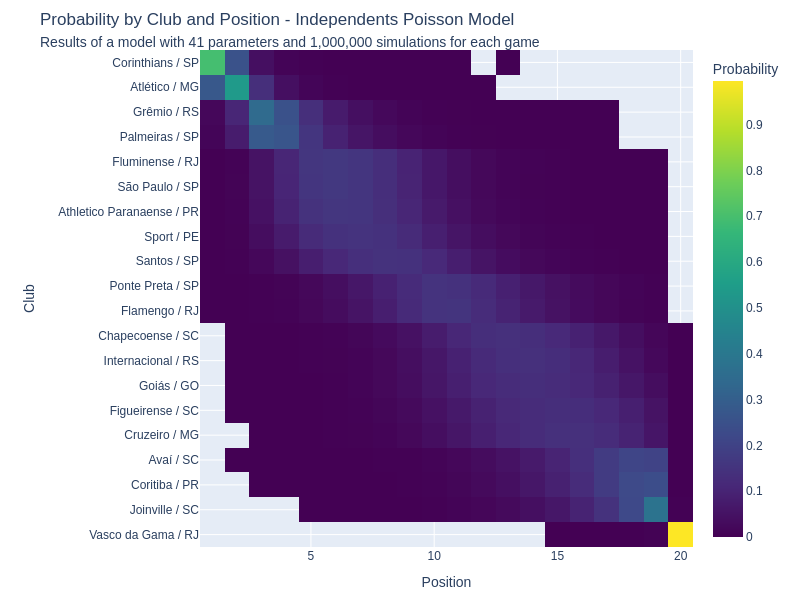 Probability by Club and Position - Independents Poisson Model
Results of a model with 41 parameters and 1,000,000 simulations for each game
Probability
Club
Corinthians / SP
Atlético / MG
Grêmio / RS
Palmeiras / SP
Fluminense / RJ
São Paulo / SP
Athletico Paranaense / PR
Sport / PE
Santos / SP
Ponte Preta / SP
Flamengo / RJ
Chapecoense / SC
Internacional / RS
Goiás / GO
Figueirense / SC
Cruzeiro / MG
Avaí / SC
Coritiba / PR
Joinville / SC
Vasco da Gama / RJ
5
10
15
20
Position
0.9
0.8
0.7
0.6
0.5
0.4
0.3
0.2
0.1
0